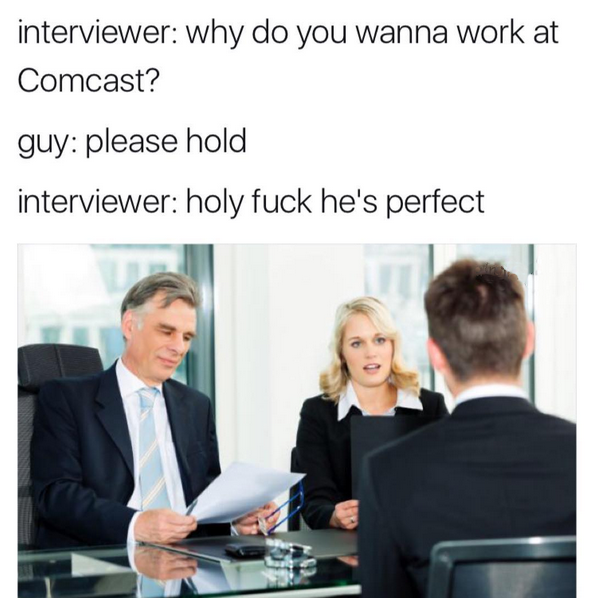 interviewer: why do you wanna work at
Comcast?
guy: please hold
interviewer: holy fuck he's perfect